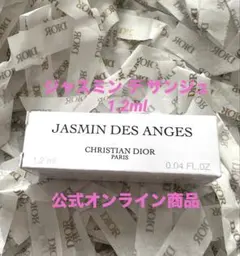 ジャスミン デ ザンジュ
1.2ml
JASMIN DES ANGES
CHRISTIAN DIOR
PARIS
1.2 ml
0.04 FL.OZ
公式オンライン商品